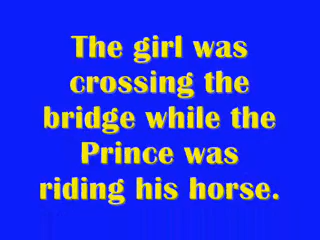 The girl was
crossing the
bridge while the
Prince was
riding his horse.